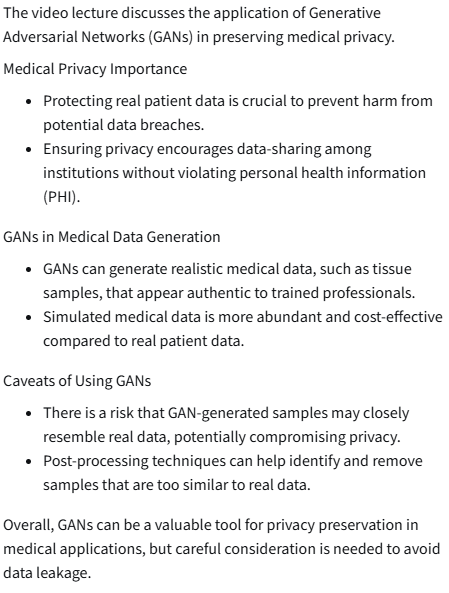 The video lecture discusses the application of Generative
Adversarial Networks (GANs) in preserving medical privacy.
Medical Privacy Importance
• Protecting real patient data is crucial to prevent harm from
potential data breaches.
• Ensuring privacy encourages data-sharing among
institutions without violating personal health information
(PHI).
GANs in Medical Data Generation
• GANs can generate realistic medical data, such as tissue
samples, that appear authentic to trained professionals.
• Simulated medical data is more abundant and cost-effective
compared to real patient data.
Caveats of Using GANs
• There is a risk that GAN-generated samples may closely
resemble real data, potentially compromising privacy.
• Post-processing techniques can help identify and remove
samples that are too similar to real data.
Overall, GANs can be a valuable tool for privacy preservation in
medical applications, but careful consideration is needed to avoid
data leakage.